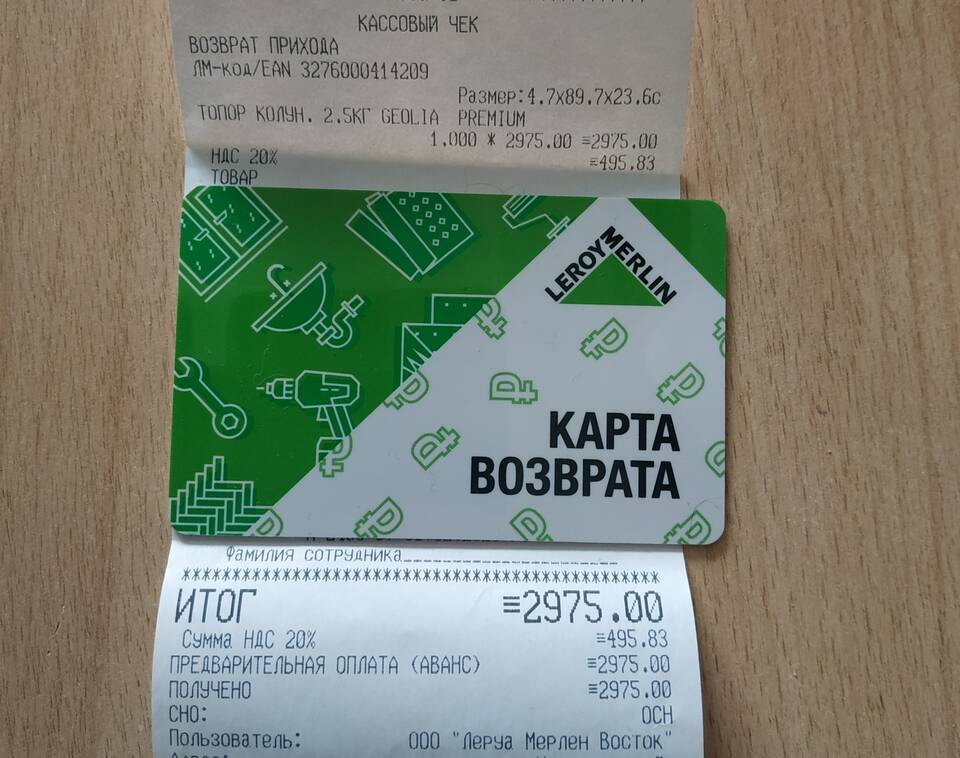 КАССОВЫЙ ЧЕК
ВОЗВРАТ ПРИХОДА
ЛМ-код/EAN 3276000414209
Размер:4.7x89.7x23.6с
ТОПОР КОЛУН. 2.5КГ GEOLIA PREMIUM
1.000 * 2975.00 ≡2975.00
НДС 20% ≡495.83
ТОВАР
LEROY MERLIN
КАРТА
ВОЗВРАТА
Фамилия сотрудника
************************************************
ИТОГ ≡2975.00
Сумма НДС 20% ≡495.83
ПРЕДВАРИТЕЛЬНАЯ ОПЛАТА (АВАНС) ≡2975.00
ПОЛУЧЕНО ≡2975.00
СНО: ОСН
Пользователь: ООО "Леруа Мерлен Восток"